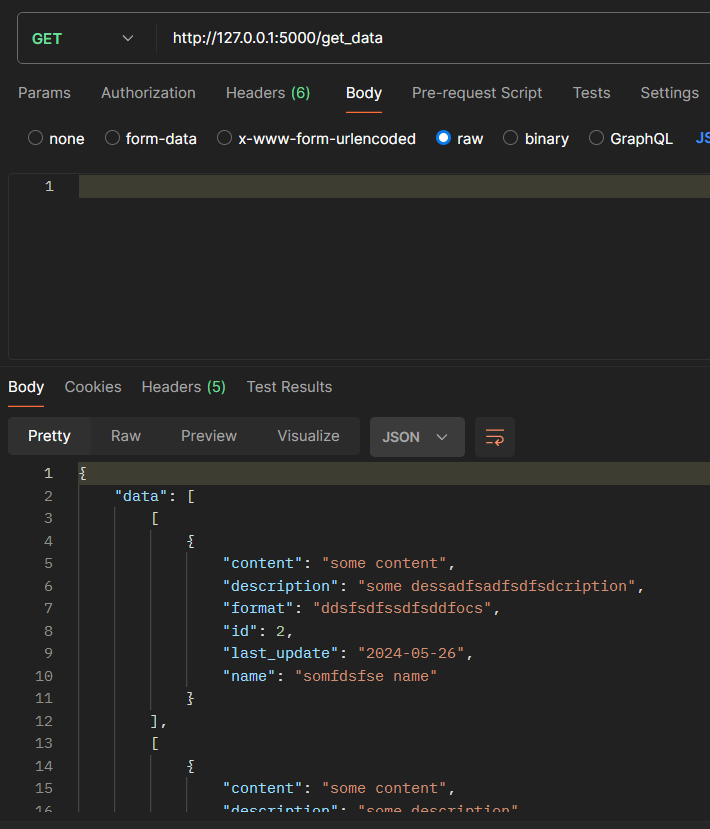 GET http://127.0.0.1:5000/get_data
Params Authorization Headers (6) Body Pre-request Script Tests Settings
none form-data x-www-form-urlencoded raw binary GraphQL JS
1
Body Cookies Headers (5) Test Results
Pretty Raw Preview Visualize JSON
1 {
2 "data": [
3 [
4 {
5 "content": "some content",
6 "description": "some dessadfsadfsdfsdcription",
7 "format": "ddsfsdfssdfsddfocs",
8 "id": 2,
9 "last_update": "2024-05-26",
10 "name": "somfdsfse name"
11 }
12 ],
13 [
14 {
15 "content": "some content",
16 "description": "some description"